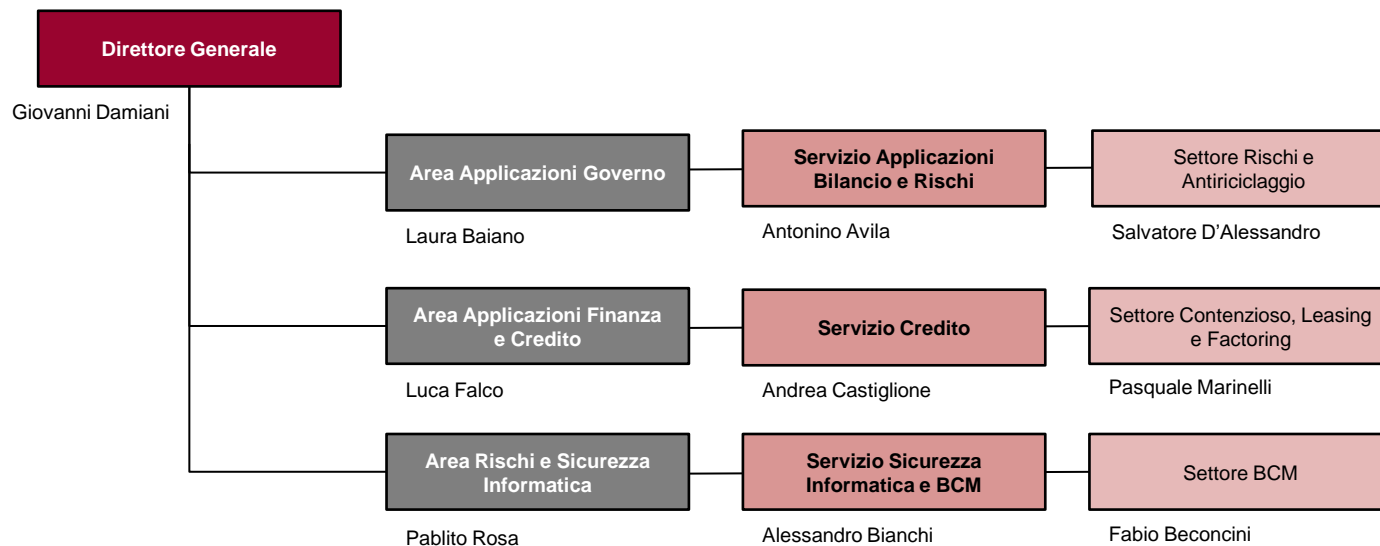 Direttore Generale
Giovanni Damiani
Area Applicazioni Governo
Laura Baiano
Servizio Applicazioni
Bilancio e Rischi
Antonino Avila
Settore Rischi e
Antiriciclaggio
Salvatore D’Alessandro
Area Applicazioni Finanza
e Credito
Luca Falco
Servizio Credito
Andrea Castiglione
Settore Contenzioso, Leasing
e Factoring
Pasquale Marinelli
Area Rischi e Sicurezza
Informatica
Pablito Rosa
Servizio Sicurezza
Informatica e BCM
Alessandro Bianchi
Settore BCM
Fabio Beconcini